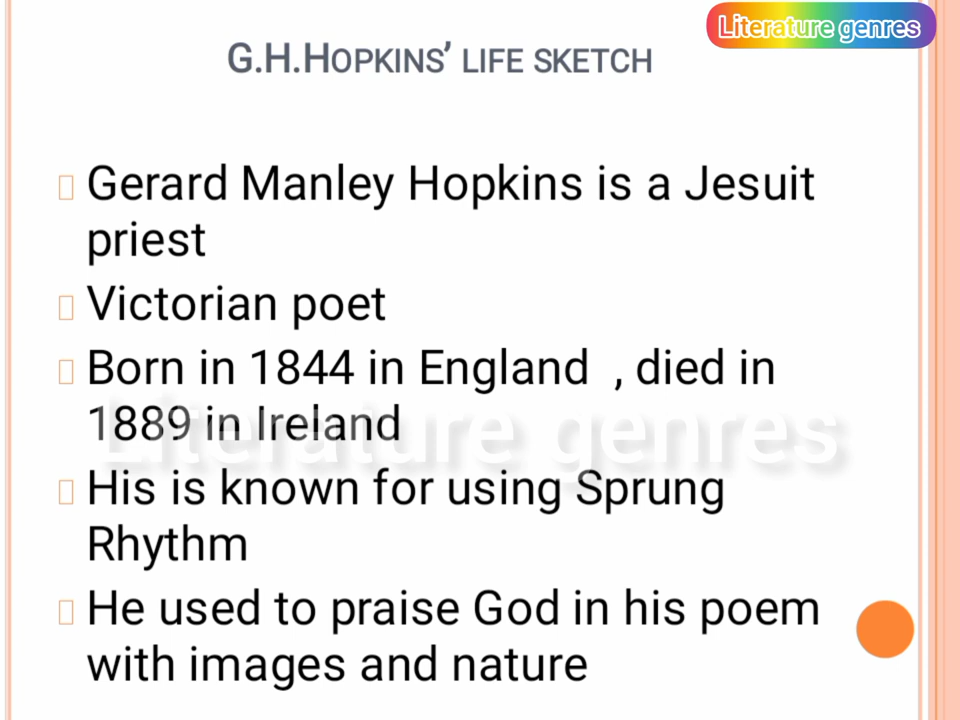 Literature genres
G.H.Hopkins' life sketch
Gerard Manley Hopkins is a Jesuit
priest
Victorian poet
Born in 1844 in England , died in
1889 in Ireland
Literature genres
His is known for using Sprung
Rhythm
He used to praise God in his poem
with images and nature